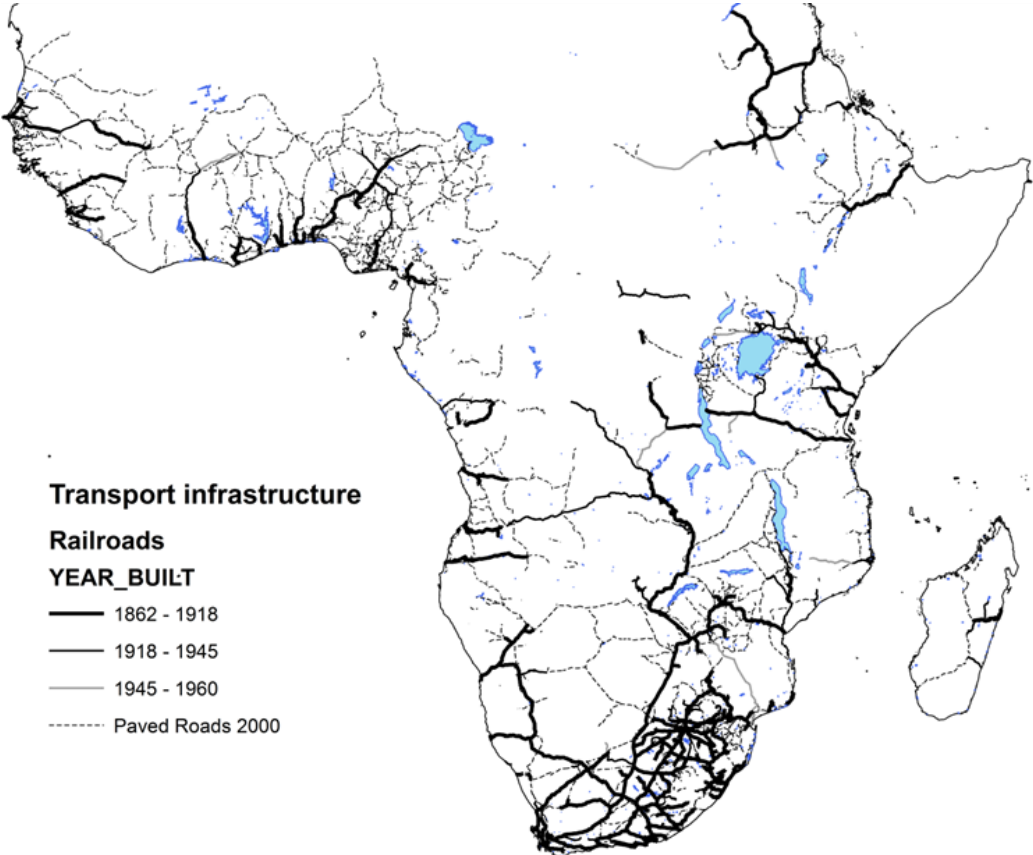 Transport infrastructure
Railroads
YEAR_BUILT
1862 - 1918
1918 - 1945
1945 - 1960
Paved Roads 2000